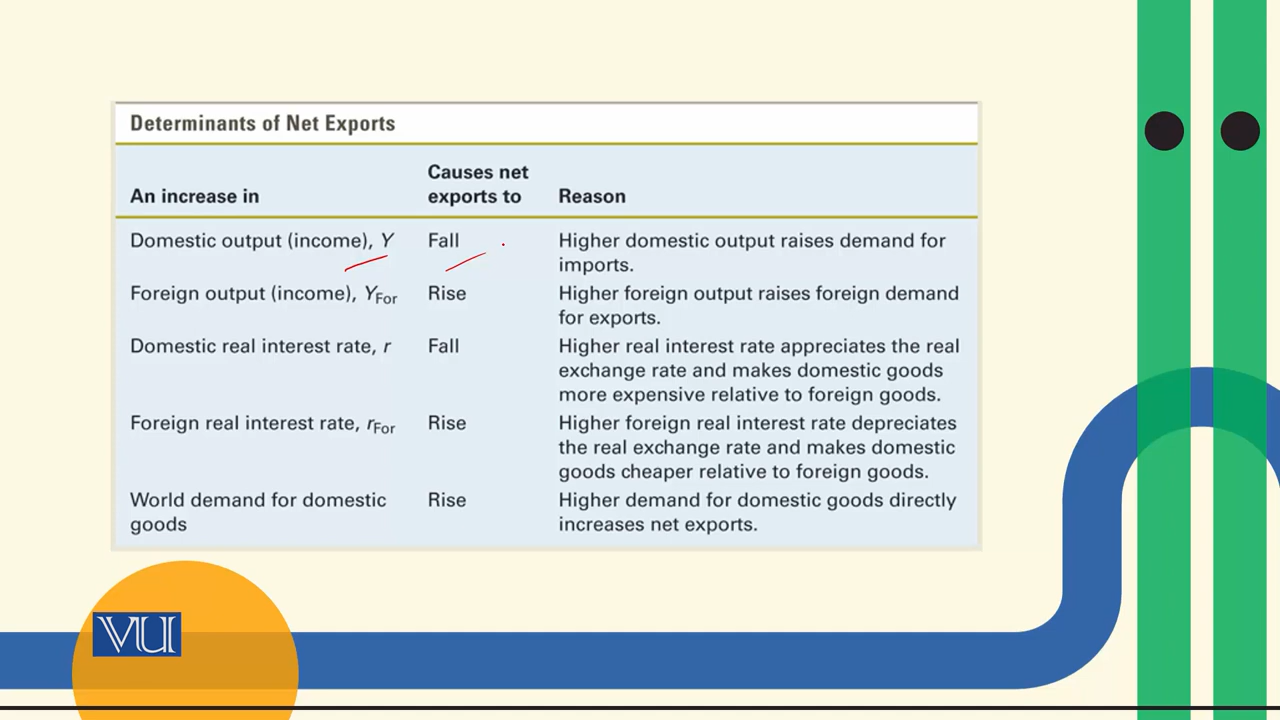 Determinants of Net Exports
An increase in
Causes net
exports to
Reason
Domestic output (income), Y
Fall
Higher domestic output raises demand for
imports.
Foreign output (income), YFor
Rise
Higher foreign output raises foreign demand
for exports.
Domestic real interest rate, r
Fall
Higher real interest rate appreciates the real
exchange rate and makes domestic goods
more expensive relative to foreign goods.
Foreign real interest rate, rFor
Rise
Higher foreign real interest rate depreciates
the real exchange rate and makes domestic
goods cheaper relative to foreign goods.
World demand for domestic
goods
Rise
Higher demand for domestic goods directly
increases net exports.
VU